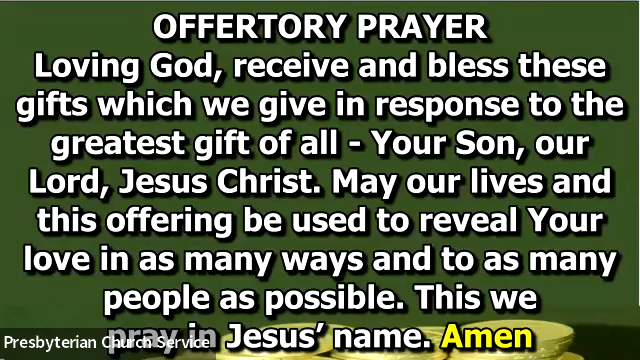 OFFERTORY PRAYER
Loving God, receive and bless these
gifts which we give in response to the
greatest gift of all - Your Son, our
Lord, Jesus Christ. May our lives and
this offering be used to reveal Your
love in as many ways and to as many
people as possible. This we
pray in Jesus’ name. Amen
Presbyterian Church Service